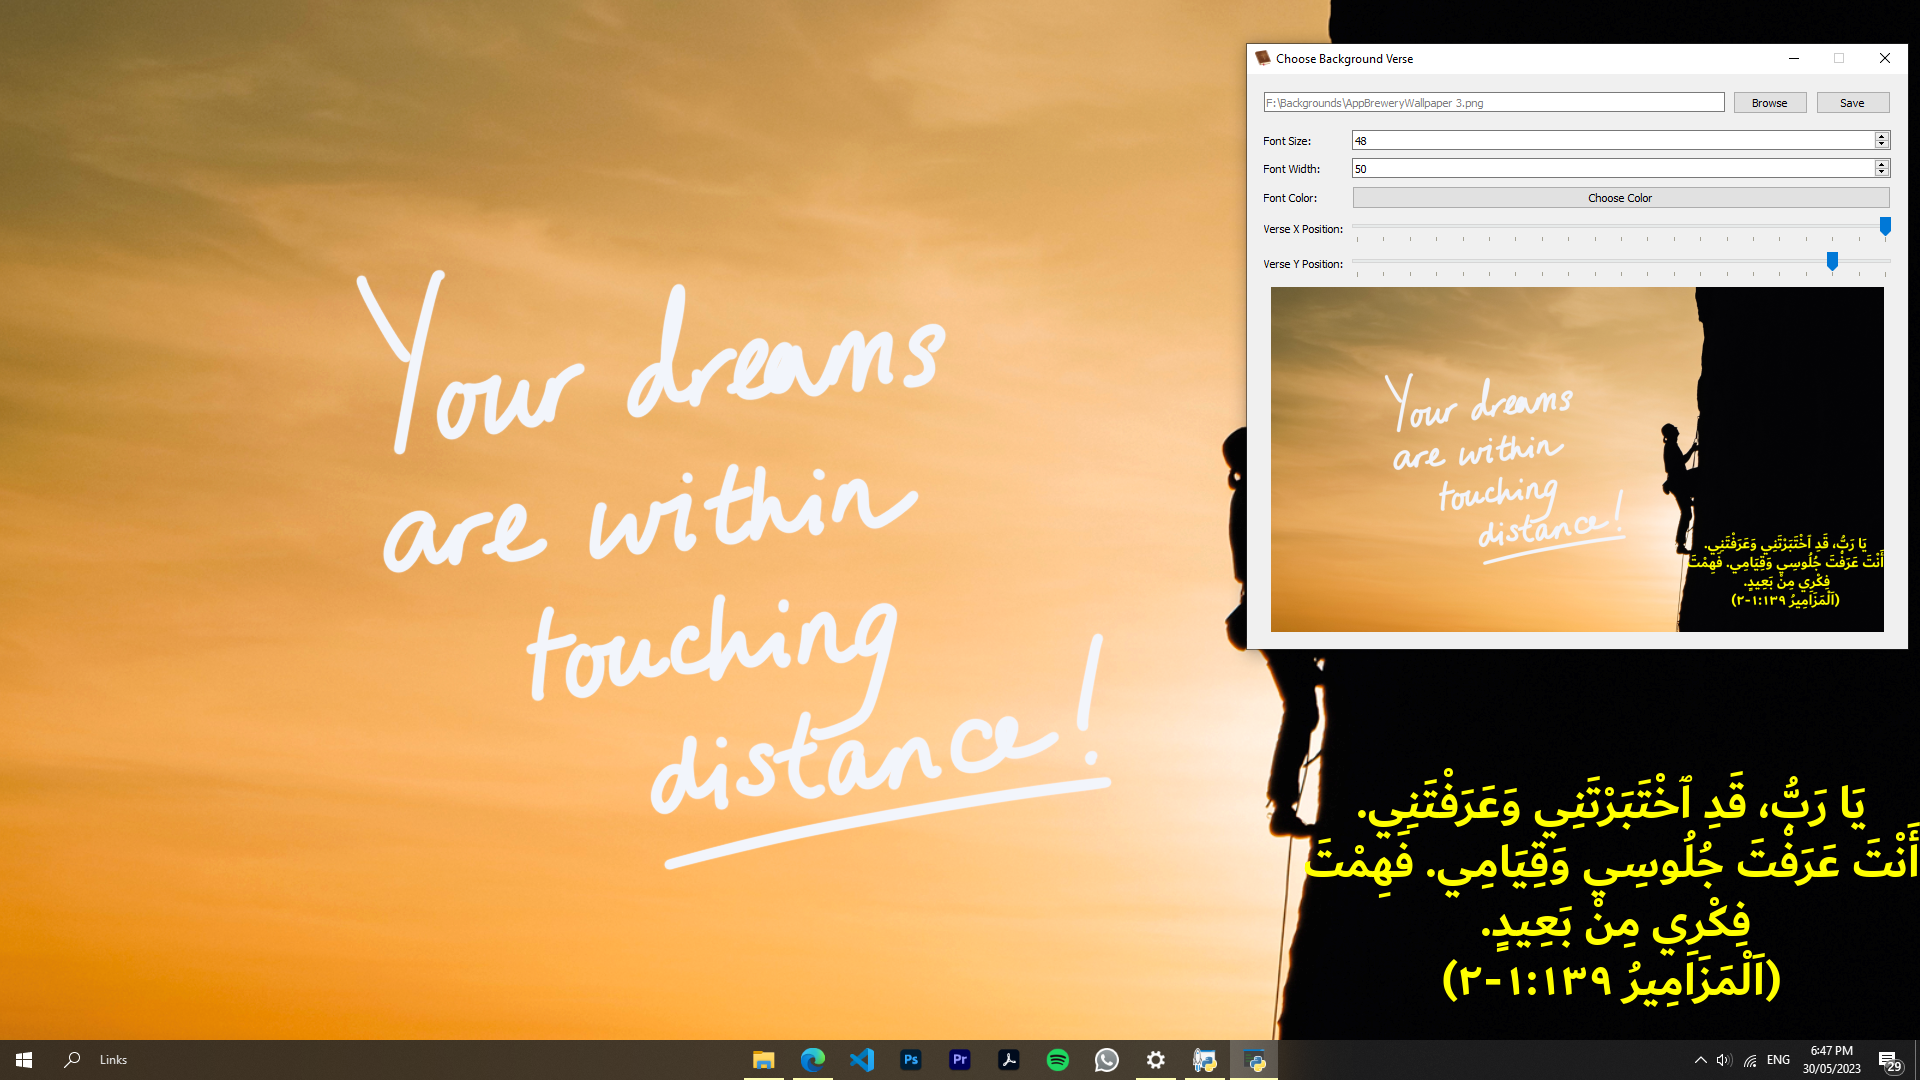 Your dreams
are within
touching
distance!
Choose Background Verse
F:\Backgrounds\AppBreweryWallpaper 3.png
Browse
Save
Font Size:
48
Font Width:
50
Font Color:
Choose Color
Verse X Position:
Verse Y Position:
Your dreams
are within
touching
distance!
يَا رَبُّ، قَدِ ٱخْتَبَرْتَنِي وَعَرَفْتَنِي.
أَنْتَ عَرَفْتَ جُلُوسِي وَقِيَامِي. فَهِمْتَ
فِكْرِي مِنْ بَعِيدٍ.
(اَلْمَزَامِيرُ ١٣٩:١-٢)
يَا رَبُّ، قَدِ ٱخْتَبَرْتَنِي وَعَرَفْتَنِي.
أَنْتَ عَرَفْتَ جُلُوسِي وَقِيَامِي. فَهِمْتَ
فِكْرِي مِنْ بَعِيدٍ.
(اَلْمَزَامِيرُ ١٣٩:١-٢)
Links
Ps
Pr
ENG
6:47 PM
30/05/2023
29